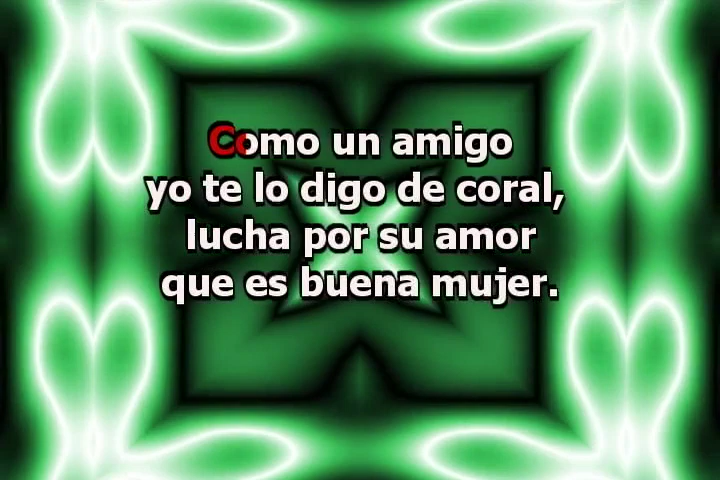 Como un amigo
yo te lo digo de coral,
lucha por su amor
que es buena mujer.